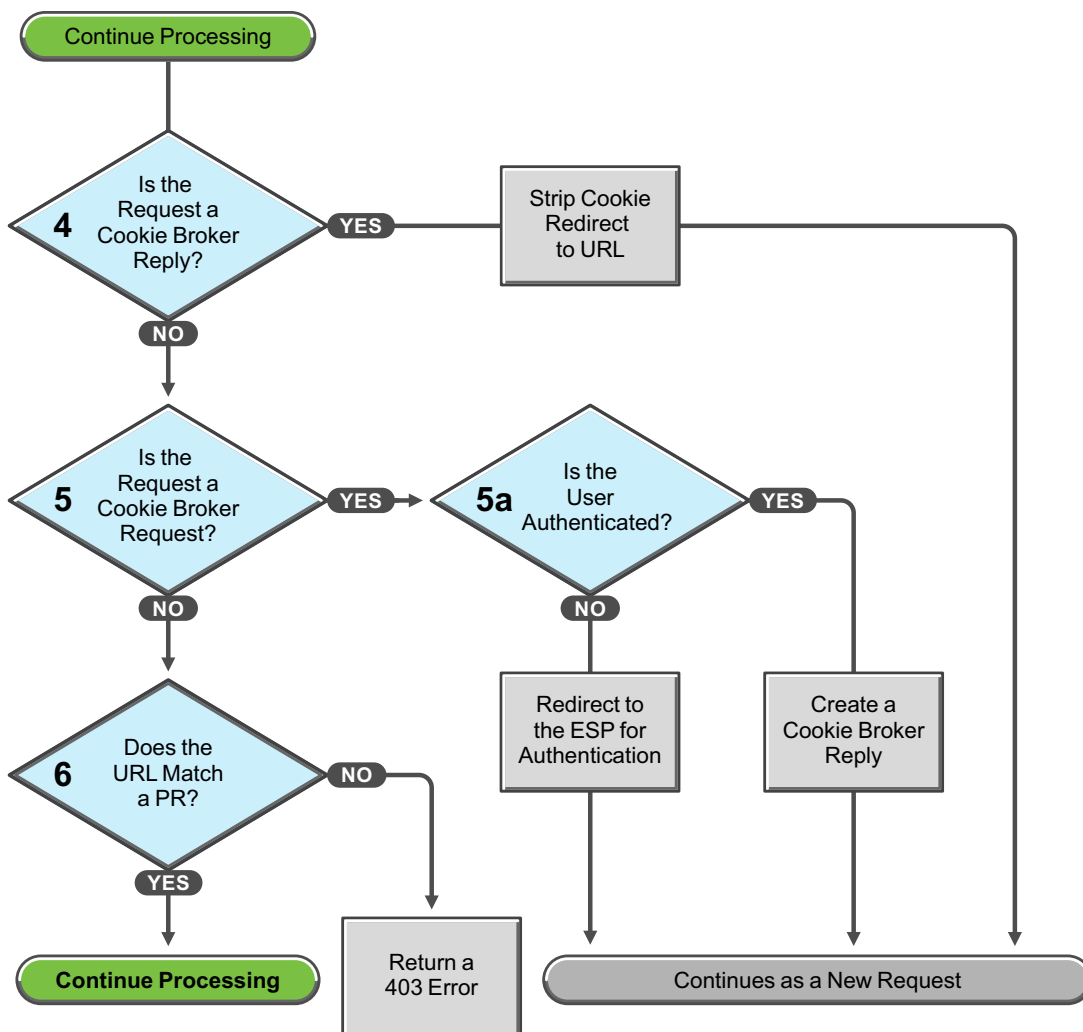 Continue Processing
4
Is the
Request a
Cookie Broker
Reply?
YES
Strip Cookie
Redirect
to URL
NO
5
Is the
Request a
Cookie Broker
Request?
YES
5a
Is the
User
Authenticated?
YES
NO
NO
Redirect to
the ESP for
Authentication
Create a
Cookie Broker
Reply
6
Does the
URL Match
a PR?
NO
YES
Continue Processing
Return a
403 Error
Continues as a New Request